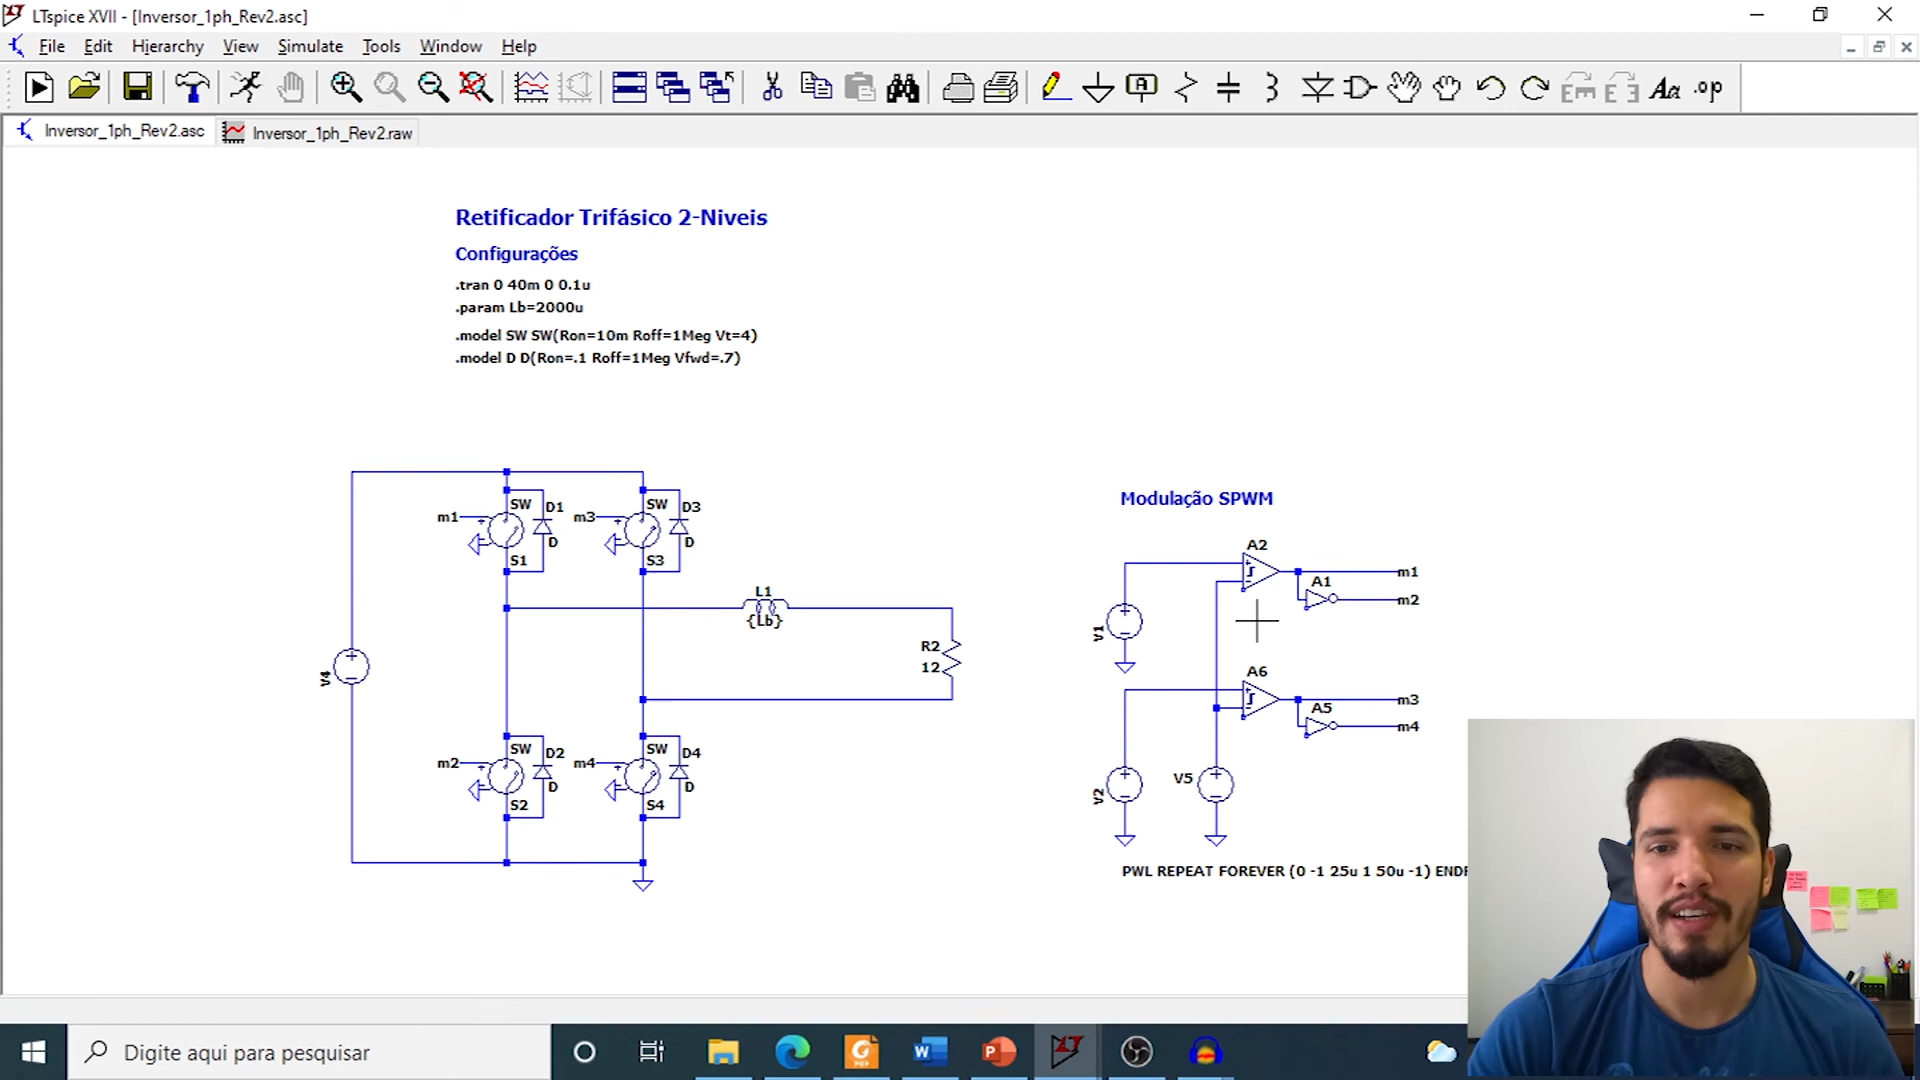 LTspice XVII - [Inversor_1ph_Rev2.asc]
File Edit Hierarchy View Simulate Tools Window Help
.op
Inversor_1ph_Rev2.asc Inversor_1ph_Rev2.raw
Retificador Trifásico 2-Niveis
Configurações
.tran 0 40m 0 0.1u
.param Lb=2000u
.model SW SW(Ron=10m Roff=1Meg Vt=4)
.model D D(Ron=.1 Roff=1Meg Vfwd=.7)
SW D1 SW D3
m1 m3
D D
S1 S3
L1
{Lb}
R2
12
V4
SW D2 SW D4
m2 m4
D D
S2 S4
Modulação SPWM
A2
m1
A1
m2
V1
A6
m3
A5
m4
V2
V5
PWL REPEAT FOREVER (0 -1 25u 1 50u -1)
Digite aqui para pesquisar